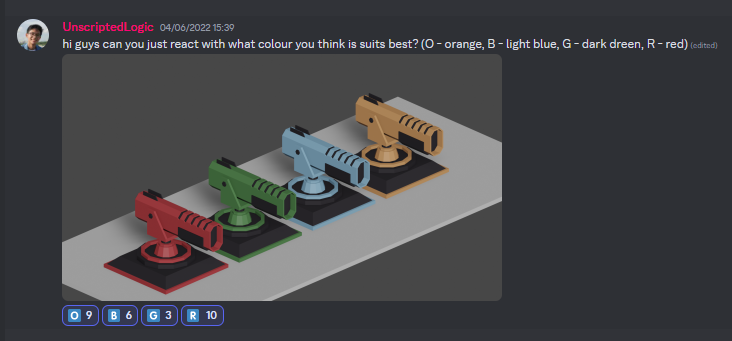 UnscriptedLogic 04/06/2022 15:39
hi guys can you just react with what colour you think is suits best? (O - orange, B - light blue, G - dark dreen, R - red) (edited)
O 9 B 6 G 3 R 10